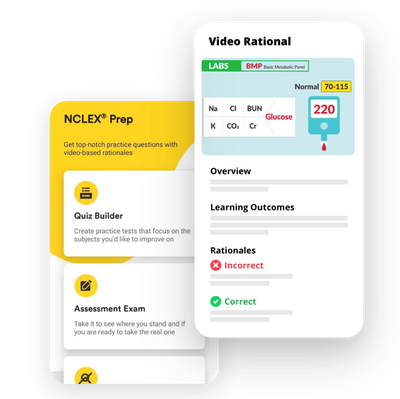 Video Rational
LABS BMP Basic Metabolic Panel
Normal 70-115
220
Na Cl BUN
Glucose
K CO₂ Cr
Overview
Learning Outcomes
Rationales
Incorrect
Correct
NCLEX® Prep
Get top-notch practice questions with
video-based rationales
Quiz Builder
Create practice tests that focus on the
subjects you'd like to improve on
Assessment Exam
Take it to see where you stand and if
you are ready to take the real one